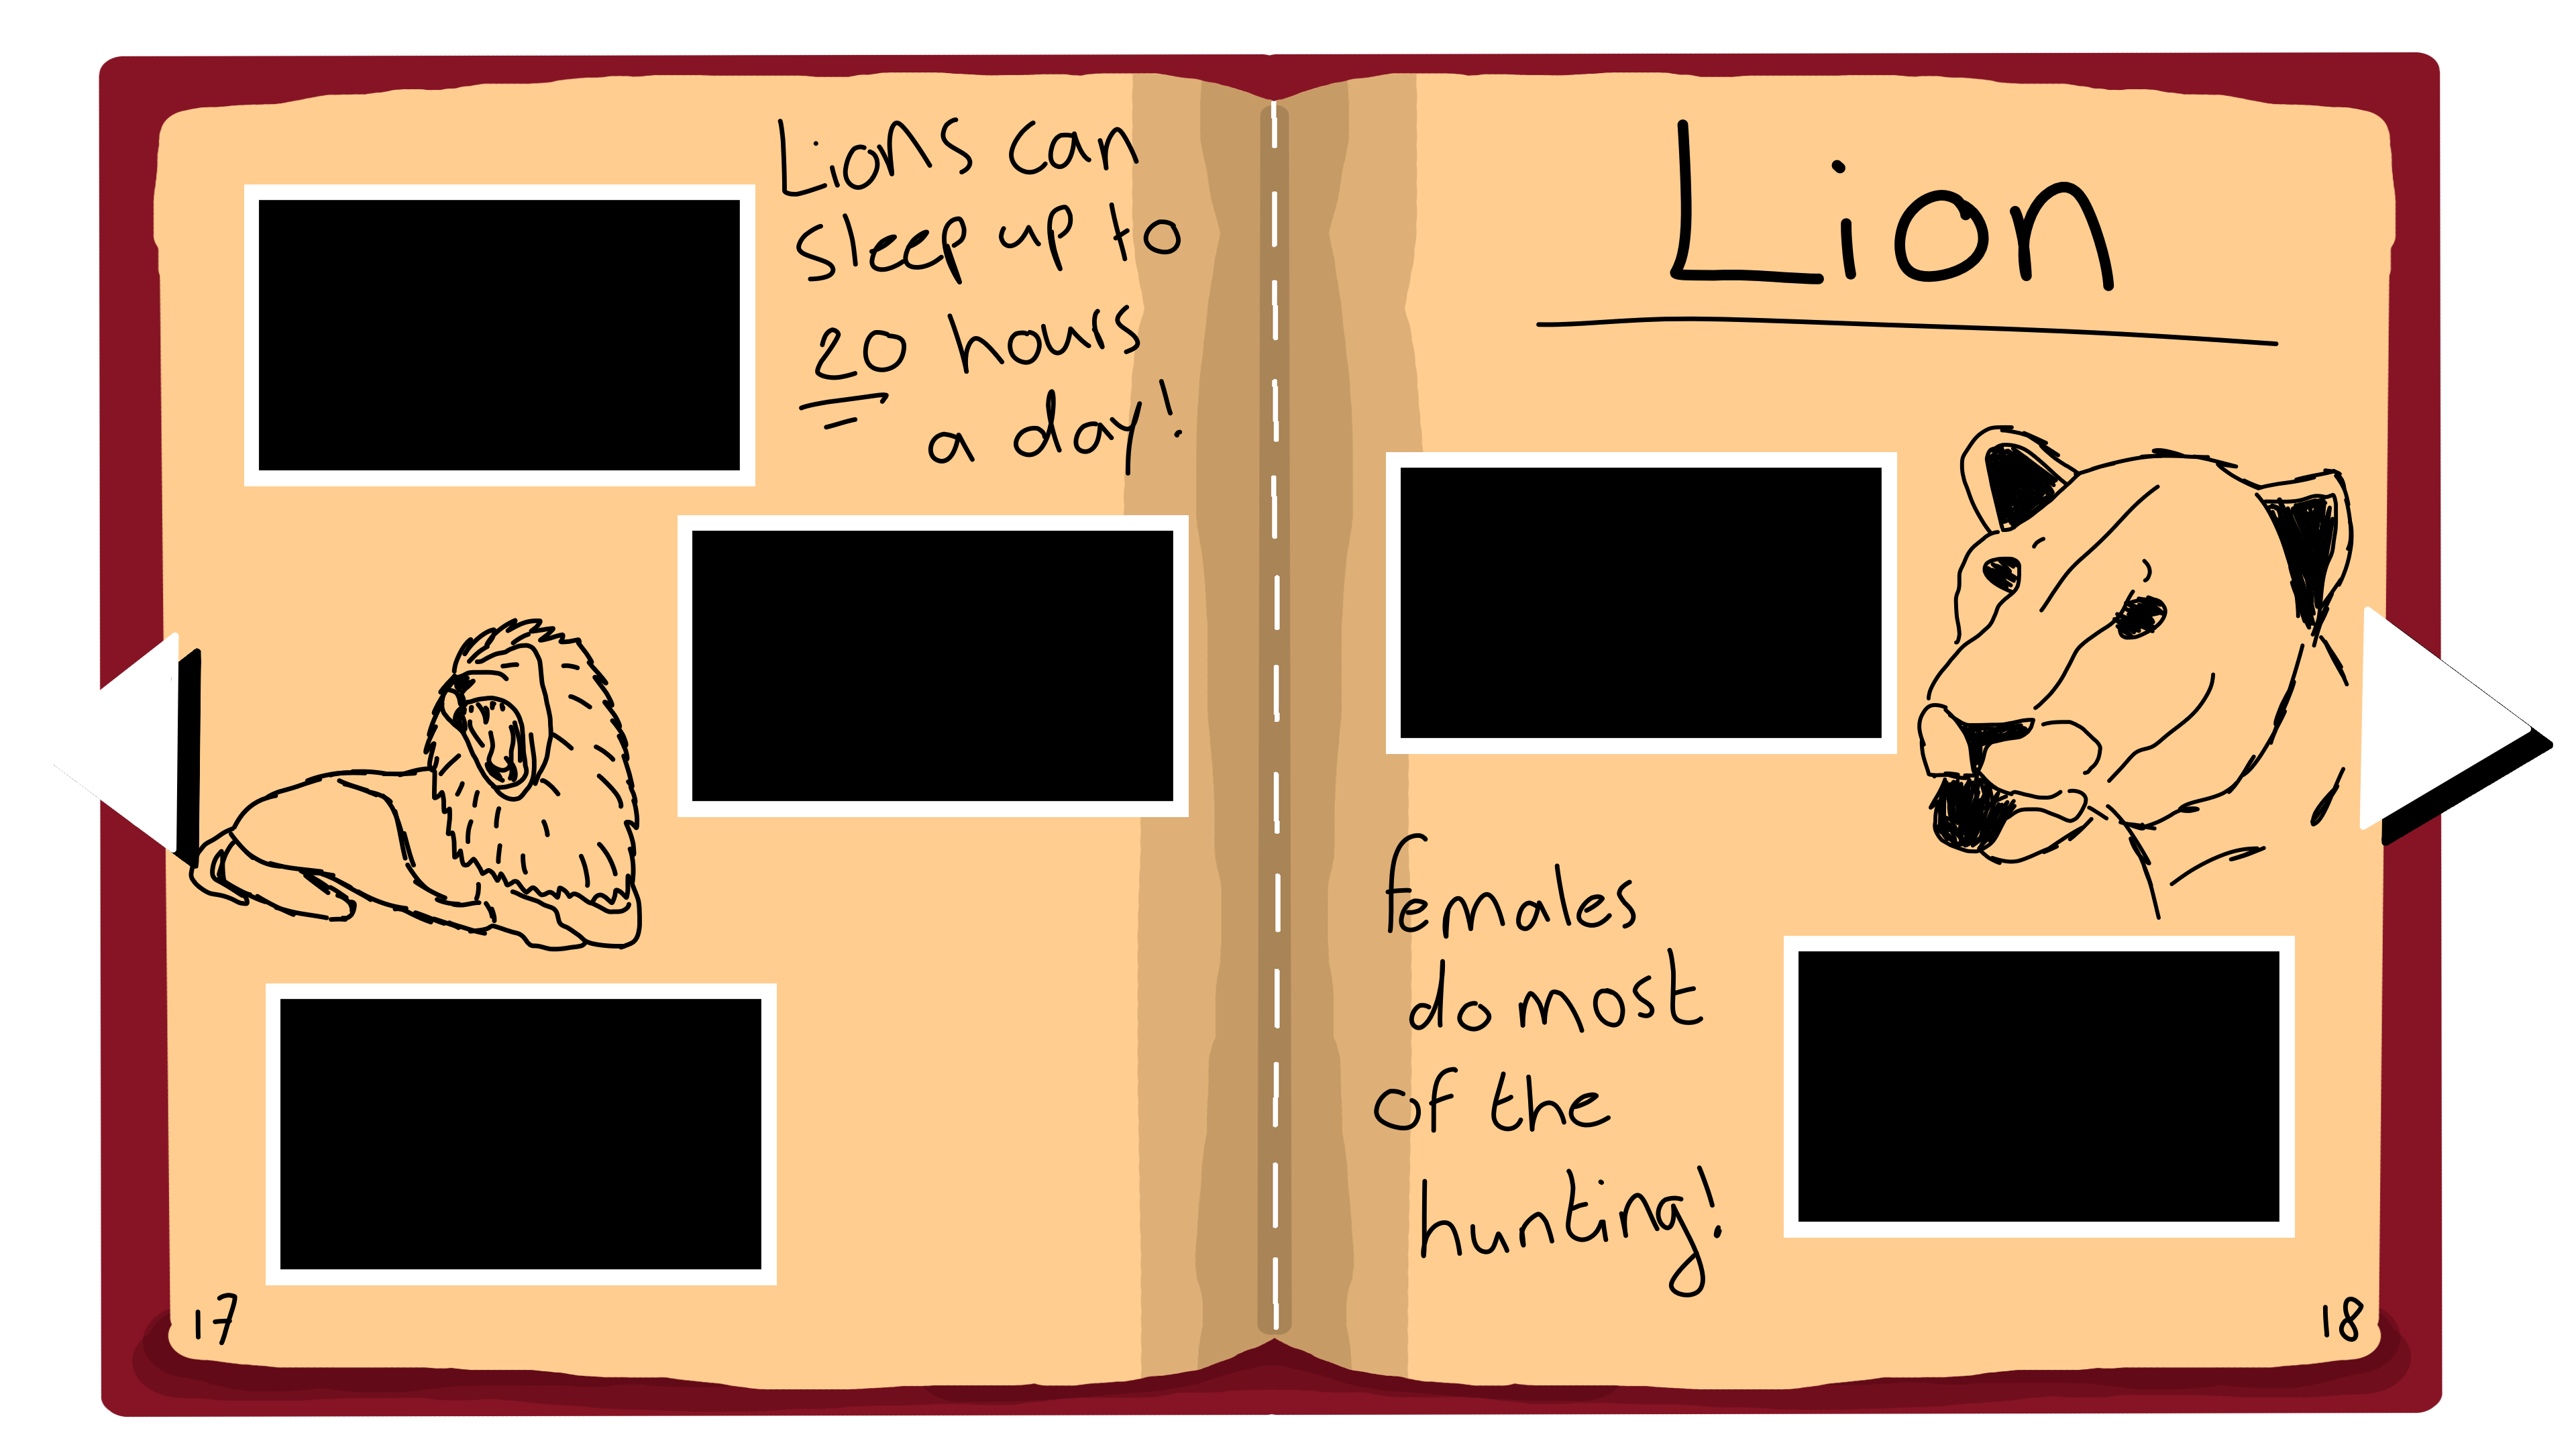 Lions can
sleep up to
20 hours
a day!
17
Lion
females
do most
of the
hunting!
18